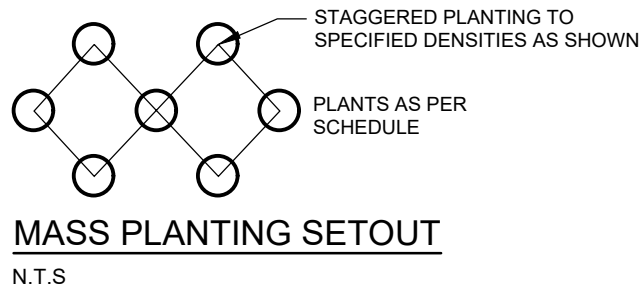 STAGGERED PLANTING TO
SPECIFIED DENSITIES AS SHOWN
PLANTS AS PER
SCHEDULE
MASS PLANTING SETOUT
N.T.S